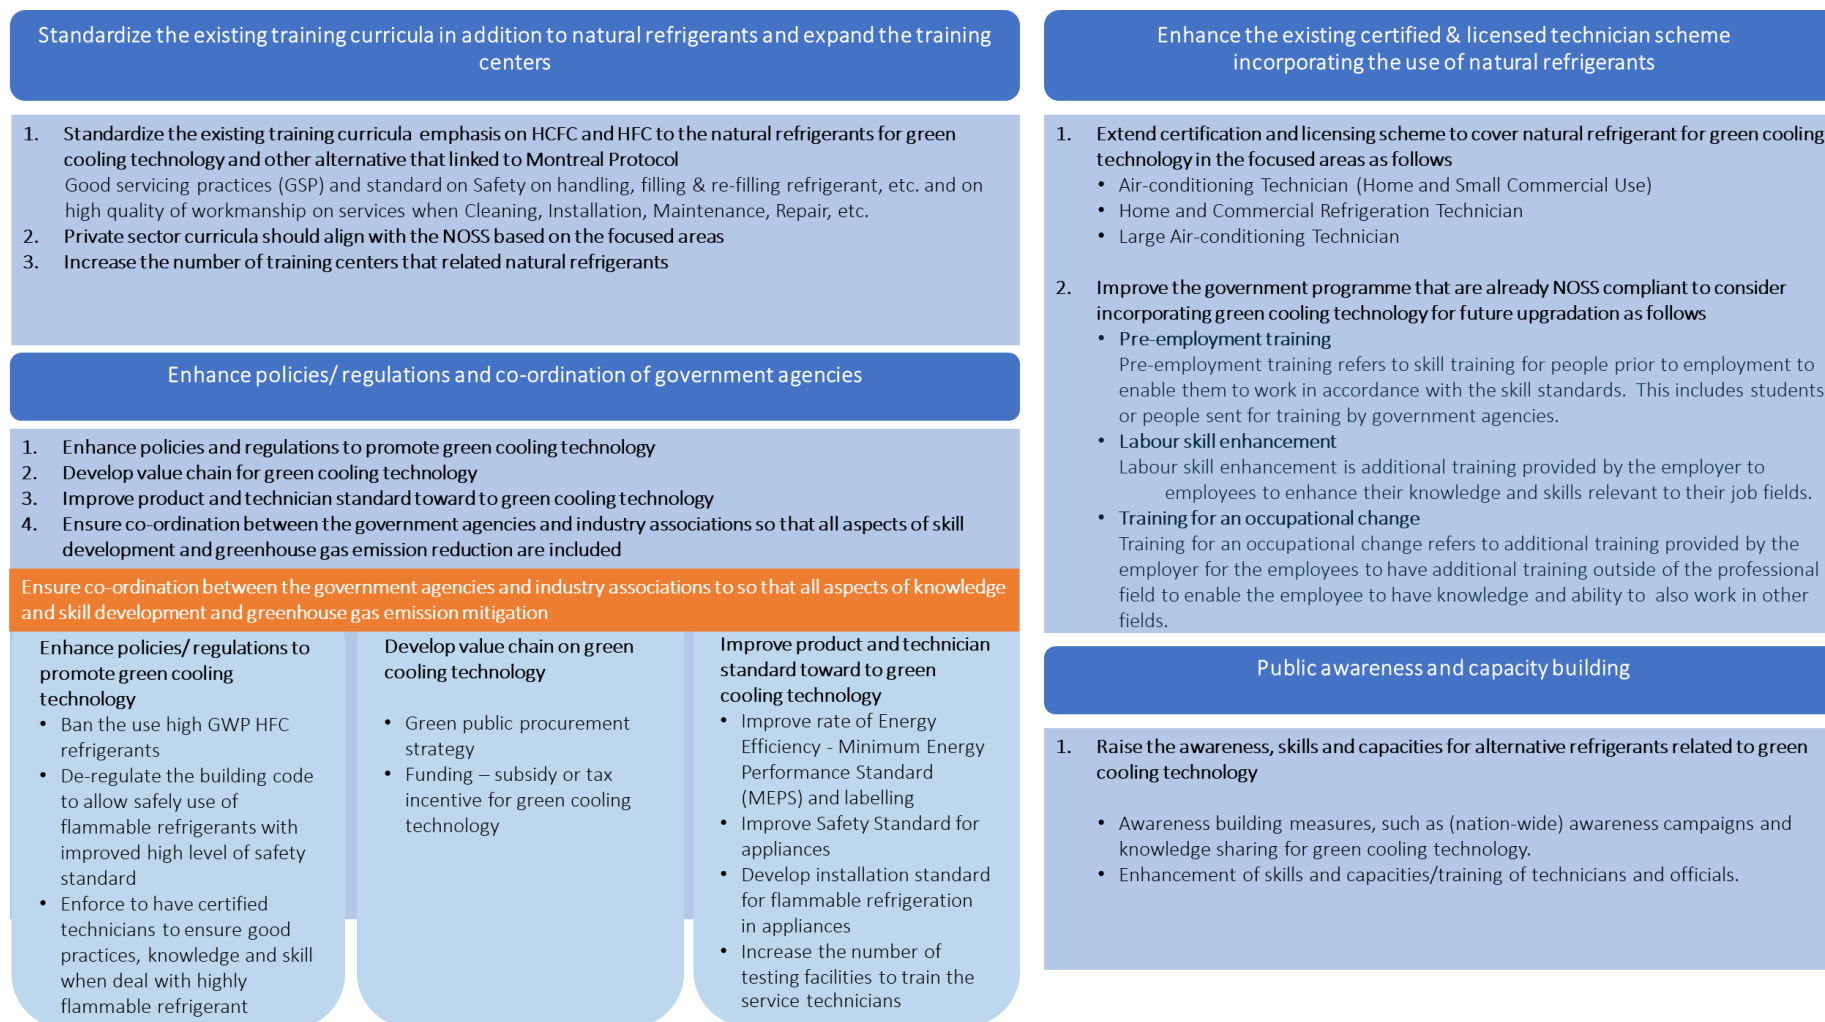 Standardize the existing training curricula in addition to natural refrigerants and expand the training
centers
1. Standardize the existing training curricula emphasis on HCFC and HFC to the natural refrigerants for green
cooling technology and other alternative that linked to Montreal Protocol
Good servicing practices (GSP) and standard on Safety on handling, filling & re-filling refrigerant, etc. and on
high quality of workmanship on services when Cleaning, Installation, Maintenance, Repair, etc.
2. Private sector curricula should align with the NOSS based on the focused areas
3. Increase the number of training centers that related natural refrigerants
Enhance policies/ regulations and co-ordination of government agencies
1. Enhance policies and regulations to promote green cooling technology
2. Develop value chain for green cooling technology
3. Improve product and technician standard toward to green cooling technology
4. Ensure co-ordination between the government agencies and industry associations so that all aspects of skill
development and greenhouse gas emission reduction are included
Ensure co-ordination between the government agencies and industry associations to so that all aspects of knowledge
and skill development and greenhouse gas emission mitigation
Enhance policies/ regulations to
promote green cooling
technology
• Ban the use high GWP HFC
refrigerants
• De-regulate the building code
to allow safely use of
flammable refrigerants with
improved high level of safety
standard
• Enforce to have certified
technicians to ensure good
practices, knowledge and skill
when deal with highly
flammable refrigerant
Develop value chain on green
cooling technology
• Green public procurement
strategy
• Funding – subsidy or tax
incentive for green cooling
technology
Improve product and technician
standard toward to green
cooling technology
• Improve rate of Energy
Efficiency - Minimum Energy
Performance Standard
(MEPS) and labelling
• Improve Safety Standard for
appliances
• Develop installation standard
for flammable refrigeration
in appliances
• Increase the number of
testing facilities to train the
service technicians
Enhance the existing certified & licensed technician scheme
incorporating the use of natural refrigerants
1. Extend certification and licensing scheme to cover natural refrigerant for green cooling
technology in the focused areas as follows
• Air-conditioning Technician (Home and Small Commercial Use)
• Home and Commercial Refrigeration Technician
• Large Air-conditioning Technician
2. Improve the government programme that are already NOSS compliant to consider
incorporating green cooling technology for future upgradation as follows
• Pre-employment training
Pre-employment training refers to skill training for people prior to employment to
enable them to work in accordance with the skill standards. This includes students
or people sent for training by government agencies.
• Labour skill enhancement
Labour skill enhancement is additional training provided by the employer to
employees to enhance their knowledge and skills relevant to their job fields.
• Training for an occupational change
Training for an occupational change refers to additional training provided by the
employer for the employees to have additional training outside of the professional
field to enable the employee to have knowledge and ability to also work in other
fields.
Public awareness and capacity building
1. Raise the awareness, skills and capacities for alternative refrigerants related to green
cooling technology
• Awareness building measures, such as (nation-wide) awareness campaigns and
knowledge sharing for green cooling technology.
• Enhancement of skills and capacities/training of technicians and officials.